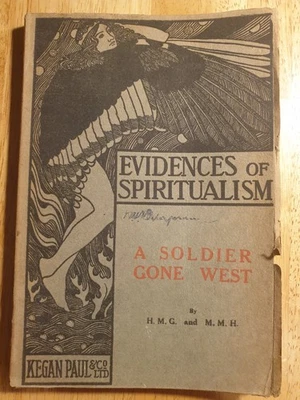 EVIDENCES OF
SPIRITUALISM
A SOLDIER
GONE WEST
By
H. M. G. and M. M. H.
KEGAN PAUL & Co
LTD